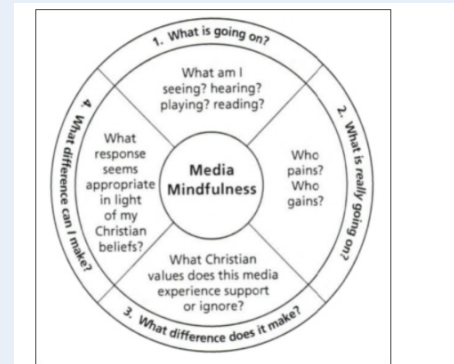 1. What is going on?
What am I
seeing? hearing?
playing? reading?
2. What is really going on?
Who
pains?
Who
gains?
3. What difference does it make?
What Christian
values does this media
experience support
or ignore?
4. What difference can I make?
What
response
seems
appropriate
in light
of my
Christian
beliefs?
Media
Mindfulness